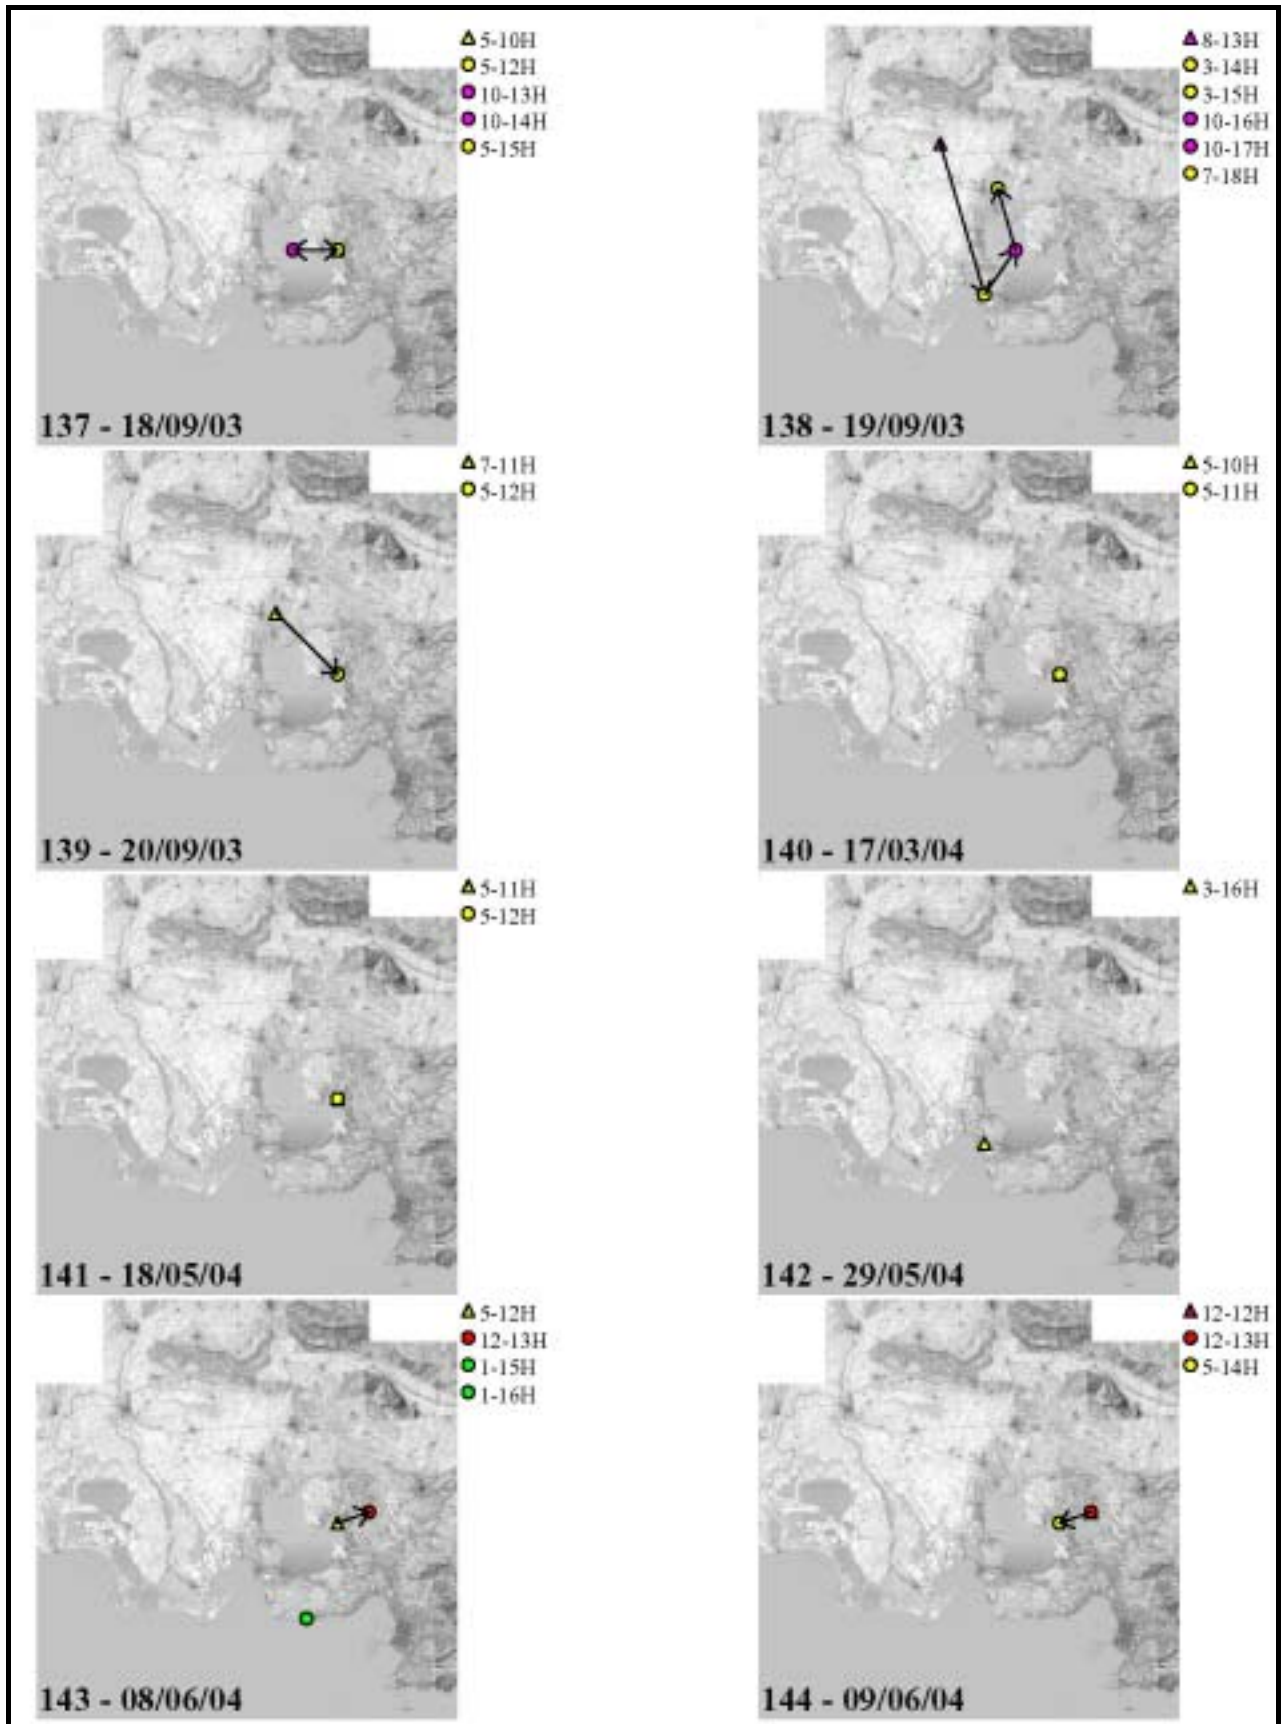 5-10H
5-12H
10-13H
10-14H
5-15H
137 - 18/09/03
8-13H
3-14H
3-15H
10-16H
10-17H
7-18H
138 - 19/09/03
7-11H
5-12H
139 - 20/09/03
5-10H
5-11H
140 - 17/03/04
5-11H
5-12H
141 - 18/05/04
3-16H
142 - 29/05/04
5-12H
12-13H
1-15H
1-16H
143 - 08/06/04
12-12H
12-13H
5-14H
144 - 09/06/04